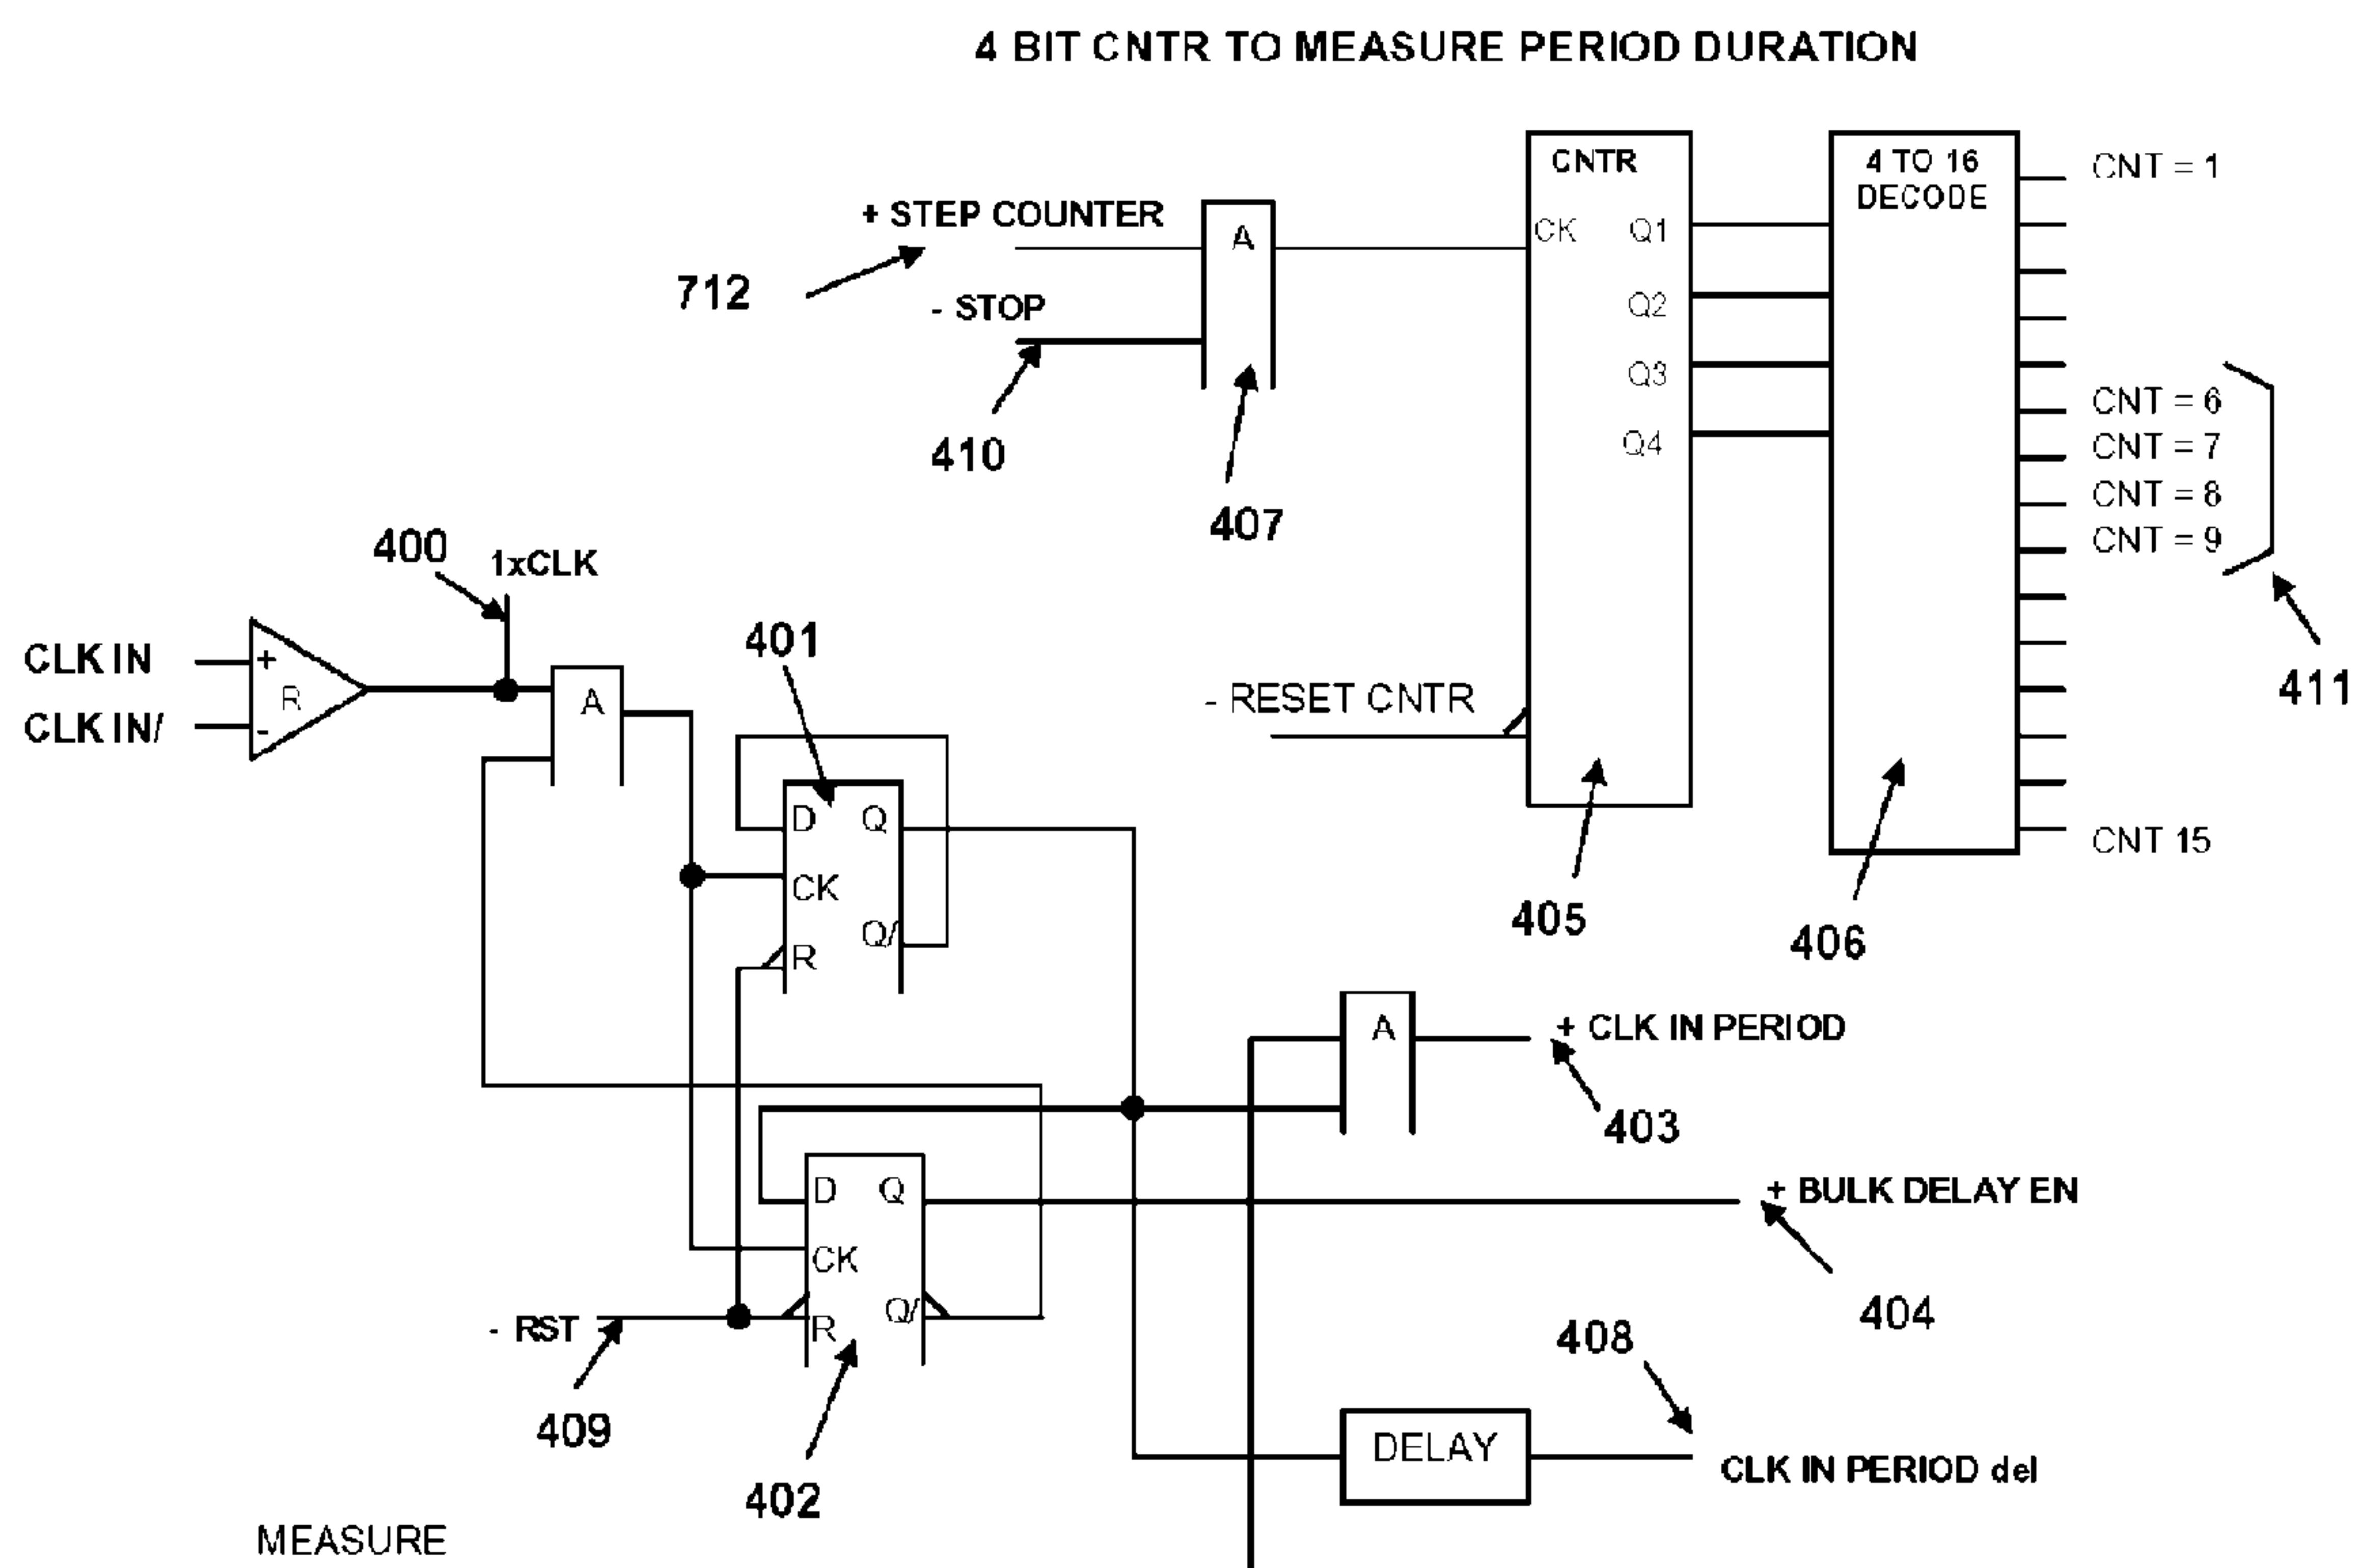 4 BIT CNTR TO MEASURE PERIOD DURATION
CNTR
4 TO 16
DECODE
CNT = 1
+ STEP COUNTER
A
CK
Q1
712
- STOP
Q2
Q3
410
Q4
407
CNT = 6
CNT = 7
CNT = 8
CNT = 9
411
400
1xCLK
CLK IN
+
R
CLK IN/
-
A
401
- RESET CNTR
D
Q
CK
Q/
R
405
406
CNT 15
A
+ CLK IN PERIOD
403
D
Q
CK
Q/
R
+ BULK DELAY EN
404
- RST
409
402
408
DELAY
CLK IN PERIOD del
MEASURE